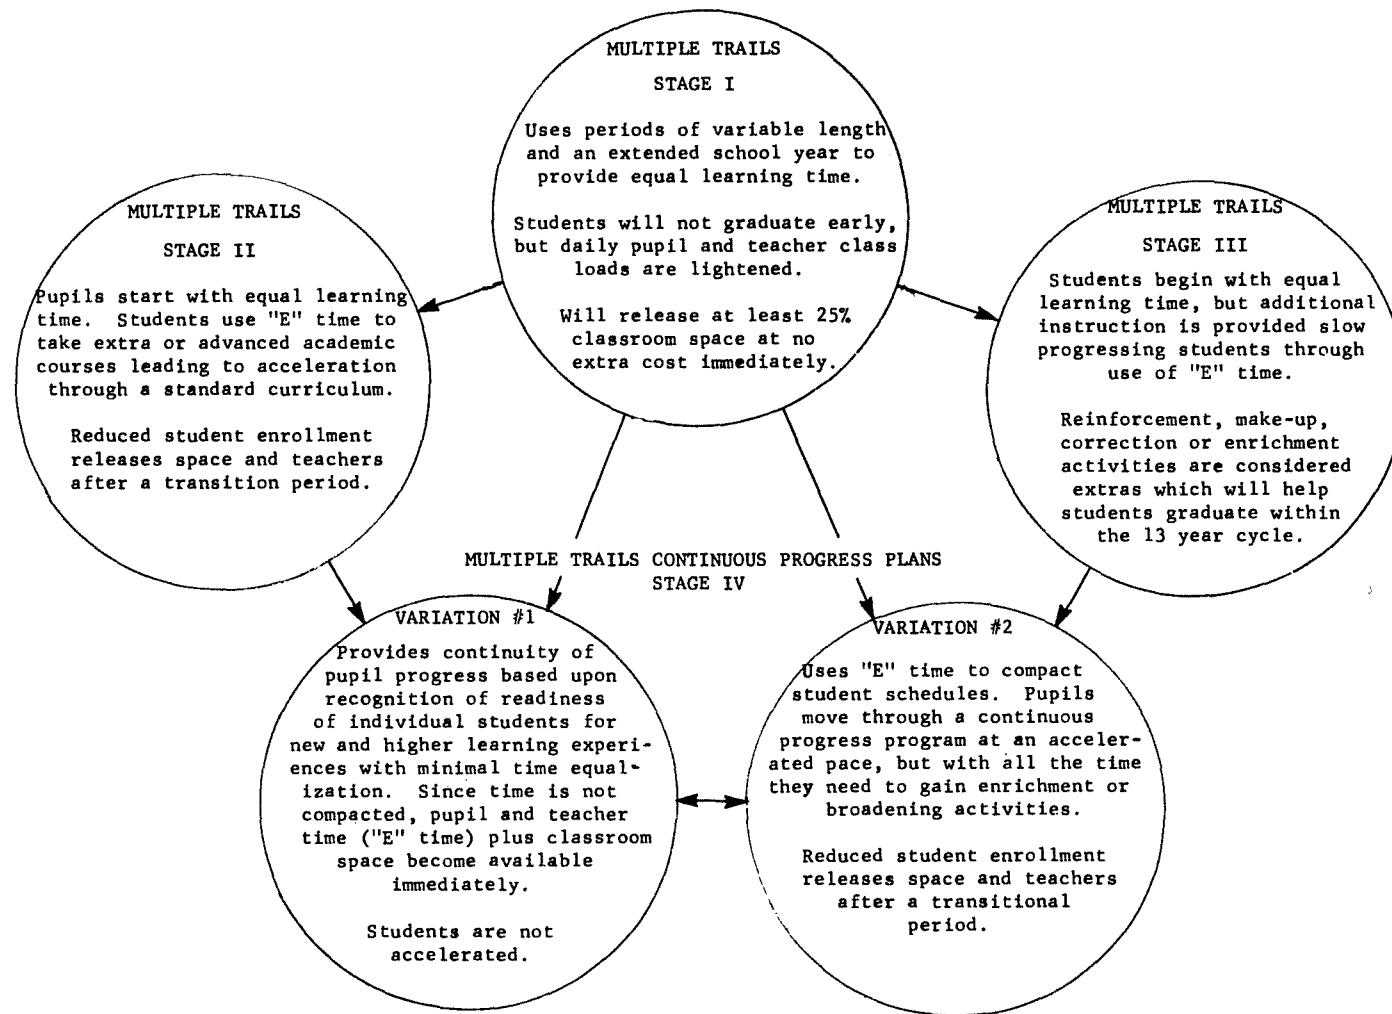 MULTIPLE TRAILS
STAGE I
Uses periods of variable length
and an extended school year to
provide equal learning time.
Students will not graduate early,
but daily pupil and teacher class
loads are lightened.
Will release at least 25%
classroom space at no
extra cost immediately.
MULTIPLE TRAILS
STAGE II
Pupils start with equal learning
time. Students use "E" time to
take extra or advanced academic
courses leading to acceleration
through a standard curriculum.
Reduced student enrollment
releases space and teachers
after a transition period.
MULTIPLE TRAILS
STAGE III
Students begin with equal
learning time, but additional
instruction is provided slow
progressing students through
use of "E" time.
Reinforcement, make-up,
correction or enrichment
activities are considered
extras which will help
students graduate within
the 13 year cycle.
MULTIPLE TRAILS CONTINUOUS PROGRESS PLANS
STAGE IV
VARIATION #1
Provides continuity of
pupil progress based upon
recognition of readiness
of individual students for
new and higher learning experi-
ences with minimal time equal-
ization. Since time is not
compacted, pupil and teacher
time ("E" time) plus classroom
space become available
immediately.
Students are not
accelerated.
VARIATION #2
Uses "E" time to compact
student schedules. Pupils
move through a continuous
progress program at an acceler-
ated pace, but with all the time
they need to gain enrichment or
broadening activities.
Reduced student enrollment
releases space and teachers
after a transitional
period.